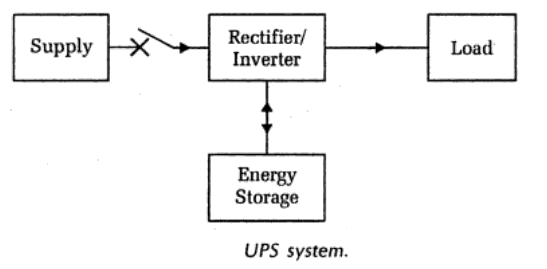 Supply
Rectifier/
Inverter
Load
Energy
Storage
UPS system.